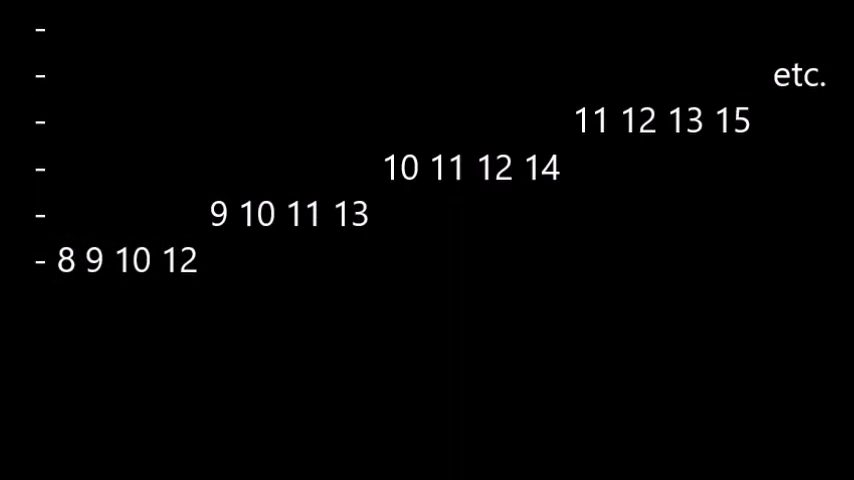 -
- etc.
- 11 12 13 15
- 10 11 12 14
- 9 10 11 13
- 8 9 10 12